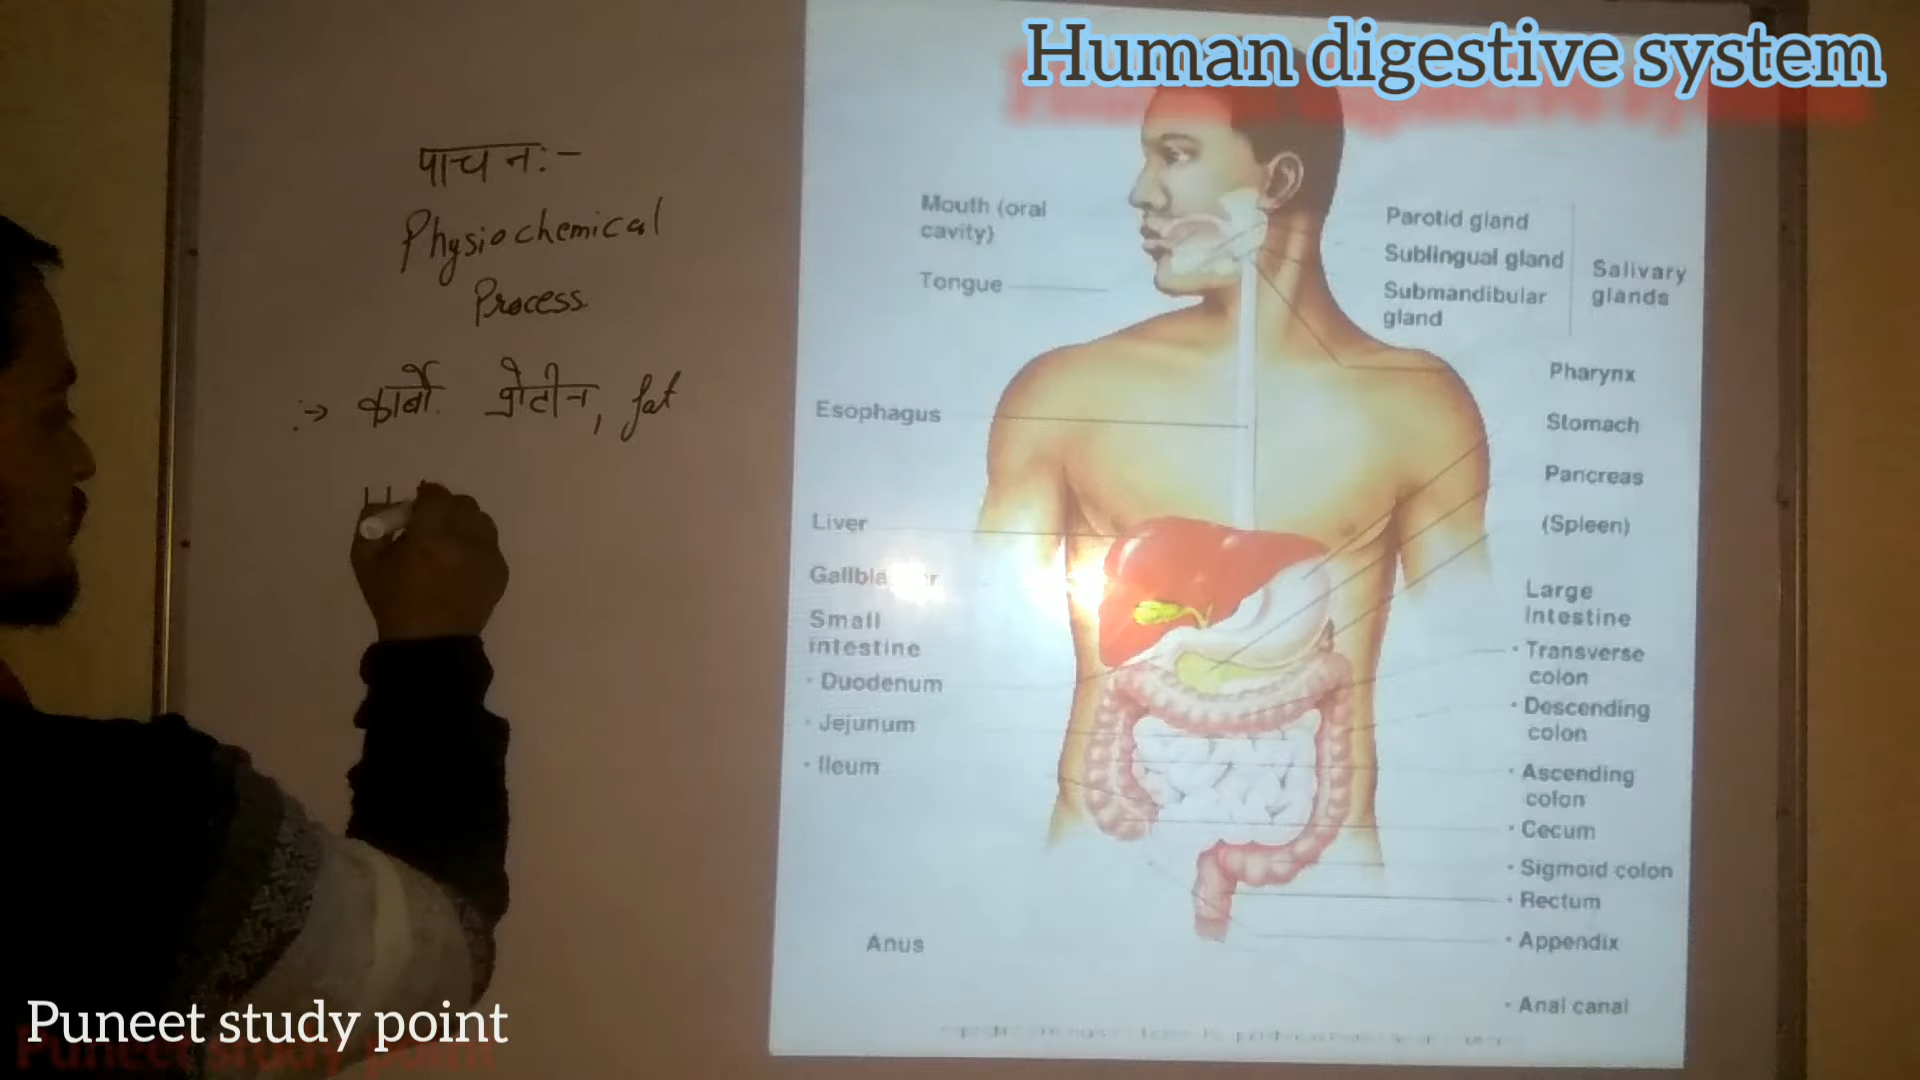 Human digestive system
पाचन:-
Physiochemical
Process
:→ कार्बो. प्रोटीन, fat
Mouth (oral
cavity)
Tongue
Esophagus
Liver
Small
intestine
· Duodenum
· Jejunum
· Ileum
Anus
Parotid gland
Sublingual gland
Submandibular
gland
Salivary
glands
Pharynx
Stomach
Pancreas
(Spleen)
Large
Intestine
· Transverse
colon
· Descending
colon
· Ascending
colon
· Cecum
· Sigmoid colon
· Rectum
· Appendix
· Anal canal
Puneet study point